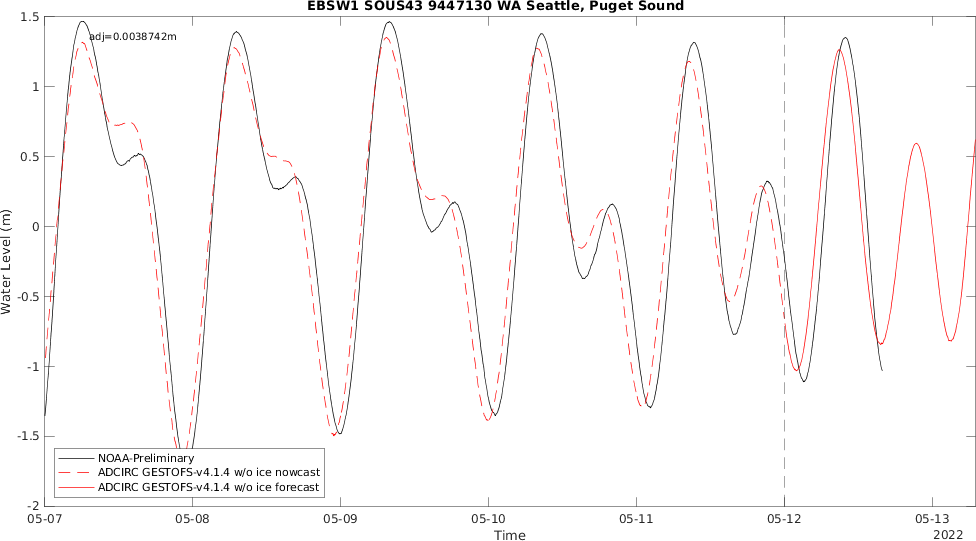 EBSW1 SOUS43 9447130 WA Seattle, Puget Sound
adj=0.0038742m
1.5
1
0.5
0
-0.5
-1
-1.5
-2
Water Level (m)
NOAA-Preliminary
ADCIRC GESTOFS-v4.1.4 w/o ice nowcast
ADCIRC GESTOFS-v4.1.4 w/o ice forecast
05-07 05-08 05-09 05-10 05-11 05-12 05-13
Time
2022